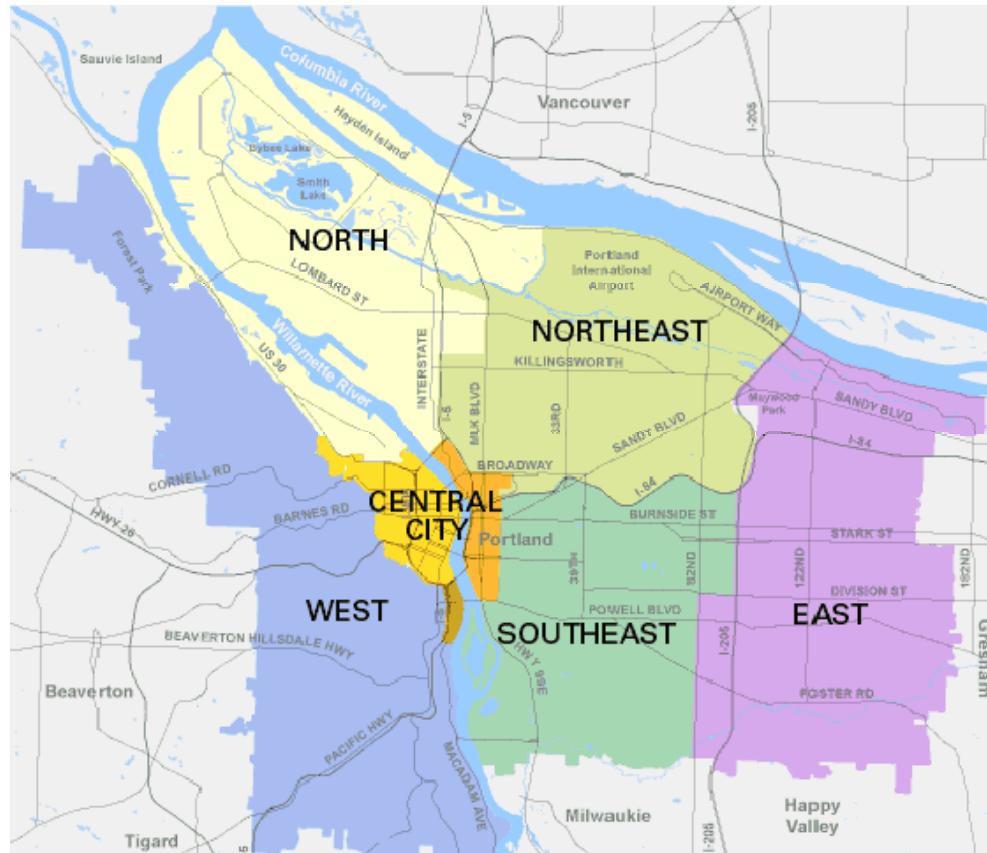 Sauvie Island
Columbia River
Vancouver
I-5
I-205
Hayden Island
Bybee Lake
Smith
Lake
NORTH
Forest Park
LOMBARD ST
Portland
International
Airport
AIRPORT WAY
NORTHEAST
KILLINGSWORTH
Willamette River
US 30
INTERSTATE
I-5
MLK BLVD
33RD
SANDY BLVD
Maywood
Park
SANDY BLVD
I-84
BROADWAY
I-84
CORNELL RD
CENTRAL
CITY
BARNES RD
HWY 26
BURNSIDE ST
STARK ST
Portland
39TH
82ND
122ND
182ND
DIVISION ST
WEST
I-5
POWELL BLVD
SOUTHEAST
EAST
BEAVERTON HILLSDALE HWY
HWY 99E
I-205
Gresham
Beaverton
FOSTER RD
PACIFIC HWY
MACADAM AVE
Milwaukie
Happy
Valley
Tigard
5
I-205